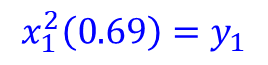 x₁²(0.69) = y₁